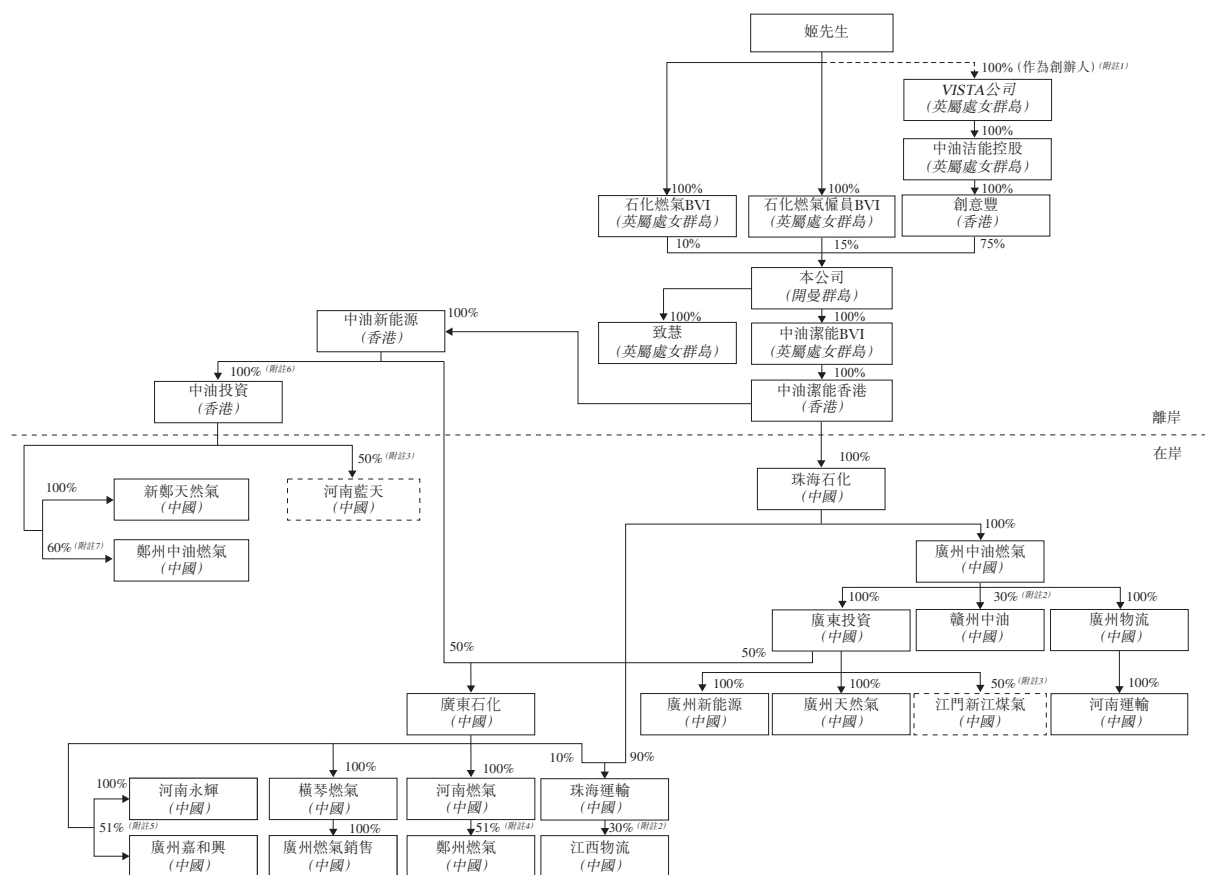 姬先生
100% (作為創辦人) (附註1)
VISTA公司
(英屬處女群島)
100%
中油洁能控股
(英屬處女群島)
100% 100% 100%
石化燃氣BVI 石化燃氣僱員BVI 創意豐
(英屬處女群島) (英屬處女群島) (香港)
10% 15% 75%
本公司
(開曼群島)
100% 100% 100%
中油新能源 致慧 中油潔能BVI
(香港) (英屬處女群島) (英屬處女群島)
100% (附註6) 100%
中油投資 中油潔能香港
(香港) (香港)
離岸
在岸
50% (附註3) 100%
100% 新鄭天然氣 河南藍天 珠海石化
(中國) (中國) (中國)
100%
60% (附註7) 鄭州中油燃氣 廣州中油燃氣
(中國) (中國)
100% 30% (附註2) 100%
廣東投資 贛州中油 廣州物流
(中國) (中國) (中國)
50% 50%
100% 100% 50% (附註3) 100%
廣東石化 廣州新能源 廣州天然氣 江門新江煤氣 河南運輸
(中國) (中國) (中國) (中國) (中國)
10% 90%
100% 100% 100%
河南永輝 橫琴燃氣 河南燃氣 珠海運輸
(中國) (中國) (中國) (中國)
51% (附註5) 100% 51% (附註4) 30% (附註2)
廣州嘉和興 廣州燃氣銷售 鄭州燃氣 江西物流
(中國) (中國) (中國) (中國)